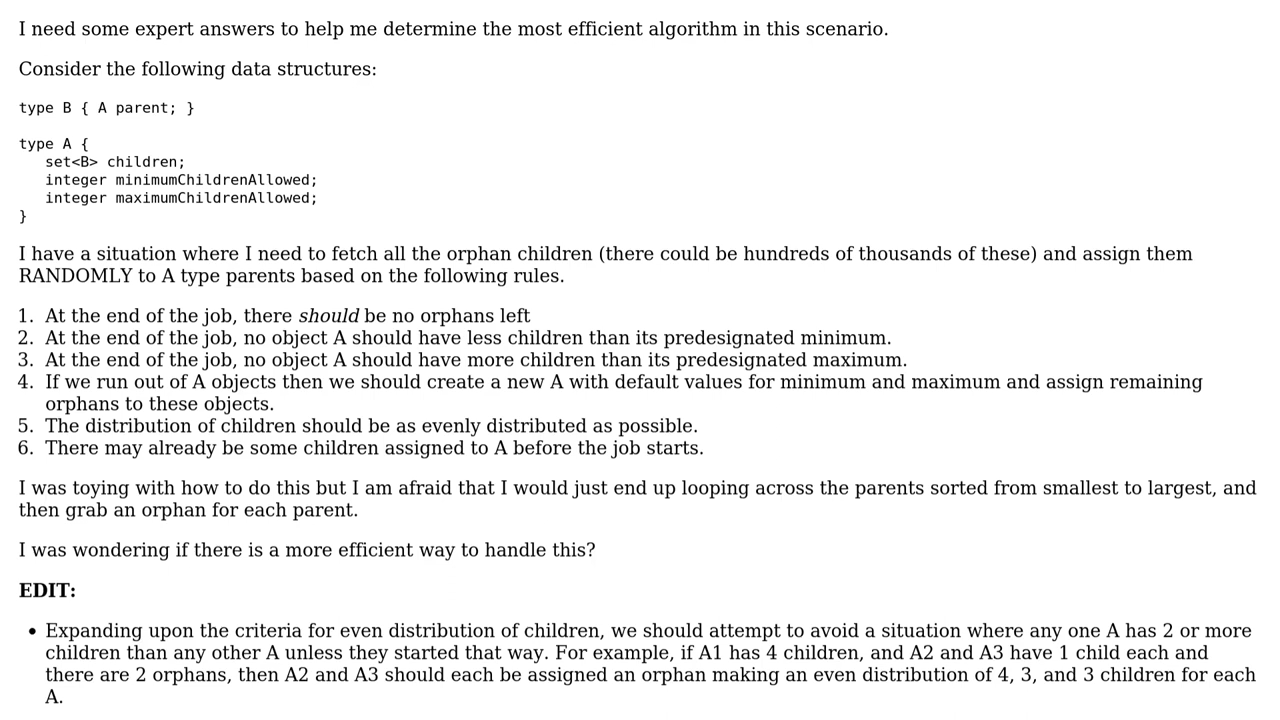 I need some expert answers to help me determine the most efficient algorithm in this scenario.
Consider the following data structures:
type B { A parent; }
type A {
   set<B> children;
   integer minimumChildrenAllowed;
   integer maximumChildrenAllowed;
}
I have a situation where I need to fetch all the orphan children (there could be hundreds of thousands of these) and assign them
RANDOMLY to A type parents based on the following rules.
1. At the end of the job, there should be no orphans left
2. At the end of the job, no object A should have less children than its predesignated minimum.
3. At the end of the job, no object A should have more children than its predesignated maximum.
4. If we run out of A objects then we should create a new A with default values for minimum and maximum and assign remaining
orphans to these objects.
5. The distribution of children should be as evenly distributed as possible.
6. There may already be some children assigned to A before the job starts.
I was toying with how to do this but I am afraid that I would just end up looping across the parents sorted from smallest to largest, and
then grab an orphan for each parent.
I was wondering if there is a more efficient way to handle this?
EDIT:
• Expanding upon the criteria for even distribution of children, we should attempt to avoid a situation where any one A has 2 or more
children than any other A unless they started that way. For example, if A1 has 4 children, and A2 and A3 have 1 child each and
there are 2 orphans, then A2 and A3 should each be assigned an orphan making an even distribution of 4, 3, and 3 children for each
A.